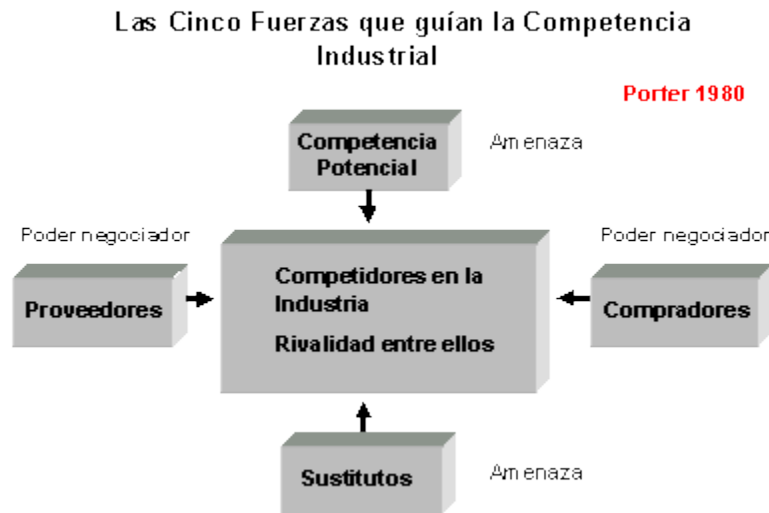 Las Cinco Fuerzas que guían la Competencia
Industrial
Porter 1980
Competencia
Potencial
Amenaza
Poder negociador
Poder negociador
Proveedores
Competidores en la
Industria
Rivalidad entre ellos
Compradores
Sustitutos
Amenaza